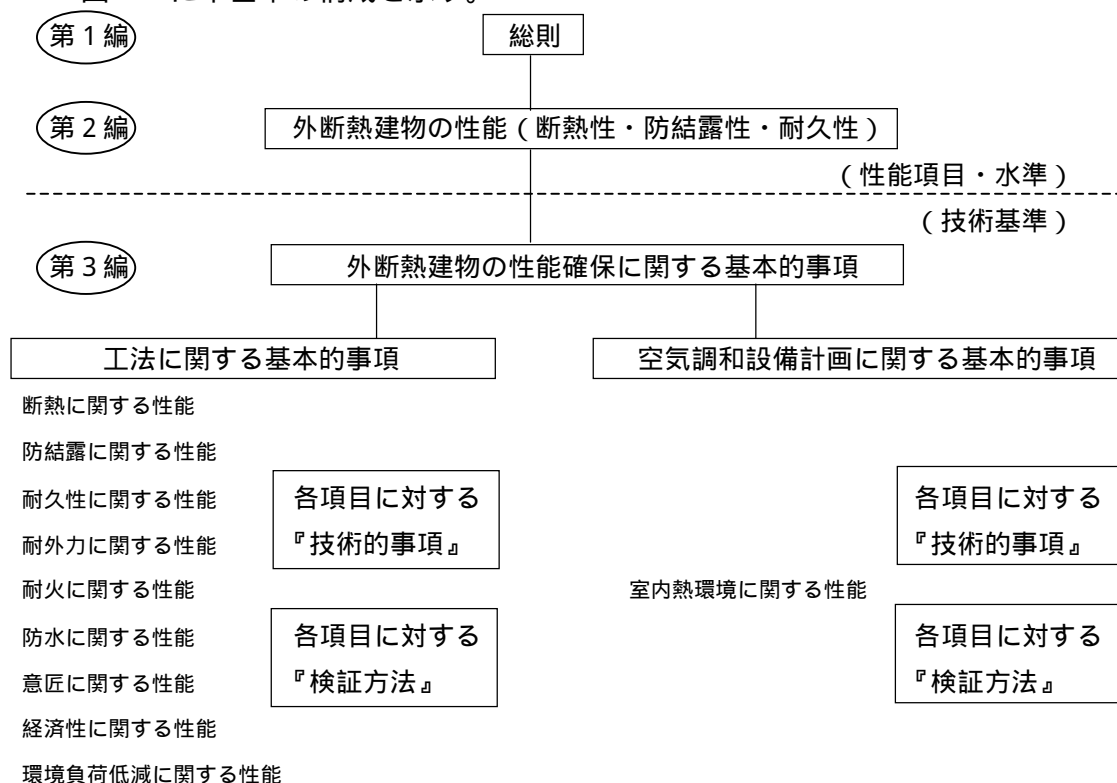 第1編
総則
第2編
外断熱建物の性能(断熱性・防結露性・耐久性)
(性能項目・水準)
(技術基準)
第3編
外断熱建物の性能確保に関する基本的事項
工法に関する基本的事項
空気調和設備計画に関する基本的事項
断熱に関する性能
防結露に関する性能
耐久性に関する性能
耐外力に関する性能
耐火に関する性能
防水に関する性能
意匠に関する性能
経済性に関する性能
環境負荷低減に関する性能
各項目に対する
『技術的事項』
各項目に対する
『検証方法』
室内熱環境に関する性能
各項目に対する
『技術的事項』
各項目に対する
『検証方法』